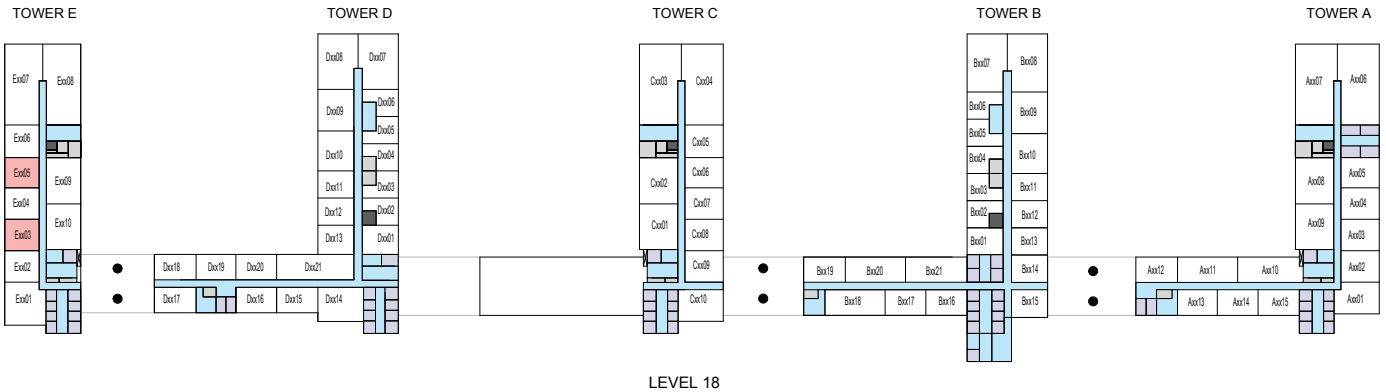 TOWER E
TOWER D
TOWER C
TOWER B
TOWER A
Exx07
Exx08
Exx06
Exx05
Exx09
Exx04
Exx03
Exx10
Exx02
Exx01
Dxx08
Dxx07
Dxx09
Dxx06
Dxx05
Dxx10
Dxx04
Dxx11
Dxx03
Dxx12
Dxx02
Dxx13
Dxx01
Dxx18
Dxx19
Dxx20
Dxx21
Dxx17
Dxx16
Dxx15
Dxx14
Cxx03
Cxx04
Cxx05
Cxx02
Cxx06
Cxx07
Cxx01
Cxx08
Cxx09
Cxx10
Bxx07
Bxx08
Bxx06
Bxx09
Bxx05
Bxx04
Bxx10
Bxx03
Bxx11
Bxx02
Bxx12
Bxx01
Bxx13
Bxx19
Bxx20
Bxx21
Bxx14
Bxx18
Bxx17
Bxx16
Bxx15
Axx07
Axx06
Axx08
Axx05
Axx04
Axx09
Axx03
Axx12
Axx11
Axx10
Axx02
Axx13
Axx14
Axx15
Axx01
LEVEL 18